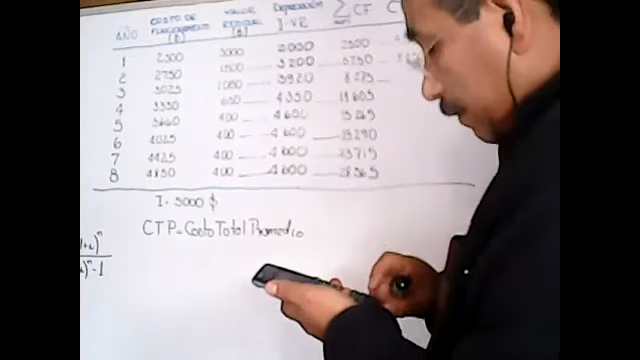 AÑO COSTO DE FUNCIONAMIENTO ($) VALOR RESIDUAL ($) DEPRECIACIÓN I-VR ∑CF C
1 2500 3000 2000 2500
2 2750 1800 3200 5250
3 3025 1080 3920 8275
4 3330 650 4350 11605
5 3660 400 4600 15265
6 4025 400 4600 19290
7 4425 400 4600 23715
8 4850 400 4600 28565
I = 5000 $
CTP = Costo Total Promedio